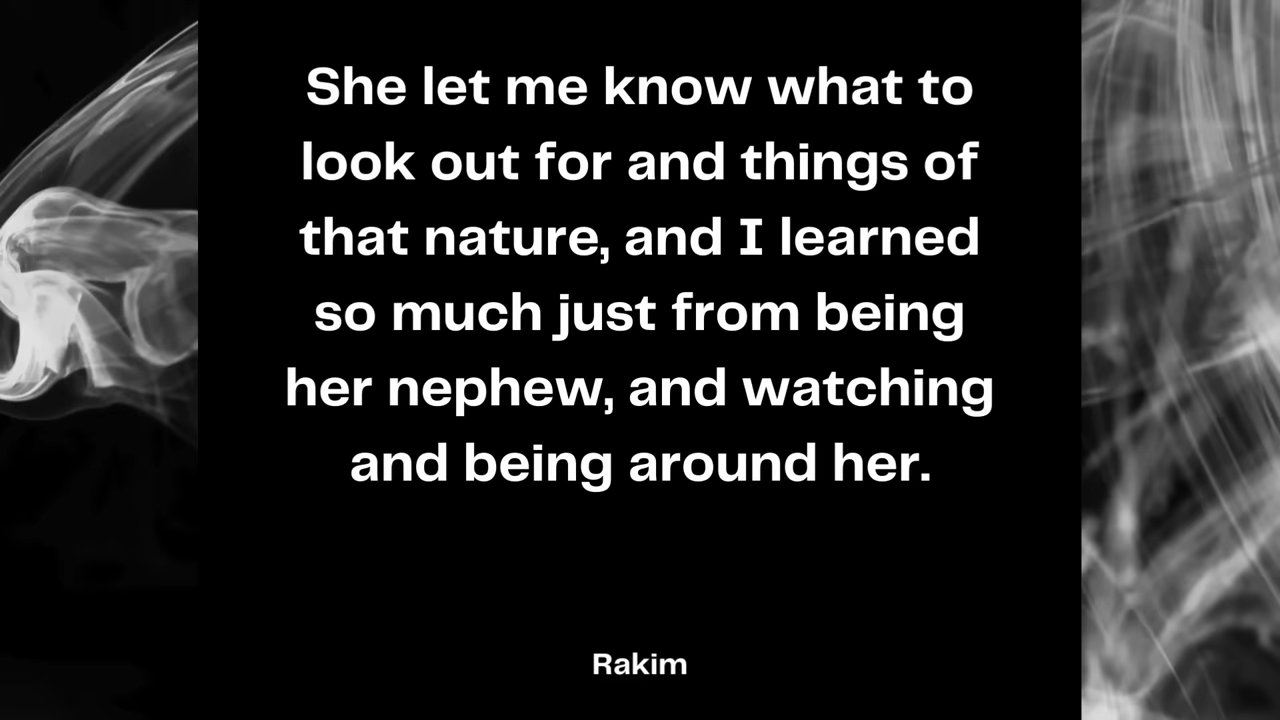 She let me know what to
look out for and things of
that nature, and I learned
so much just from being
her nephew, and watching
and being around her.
Rakim